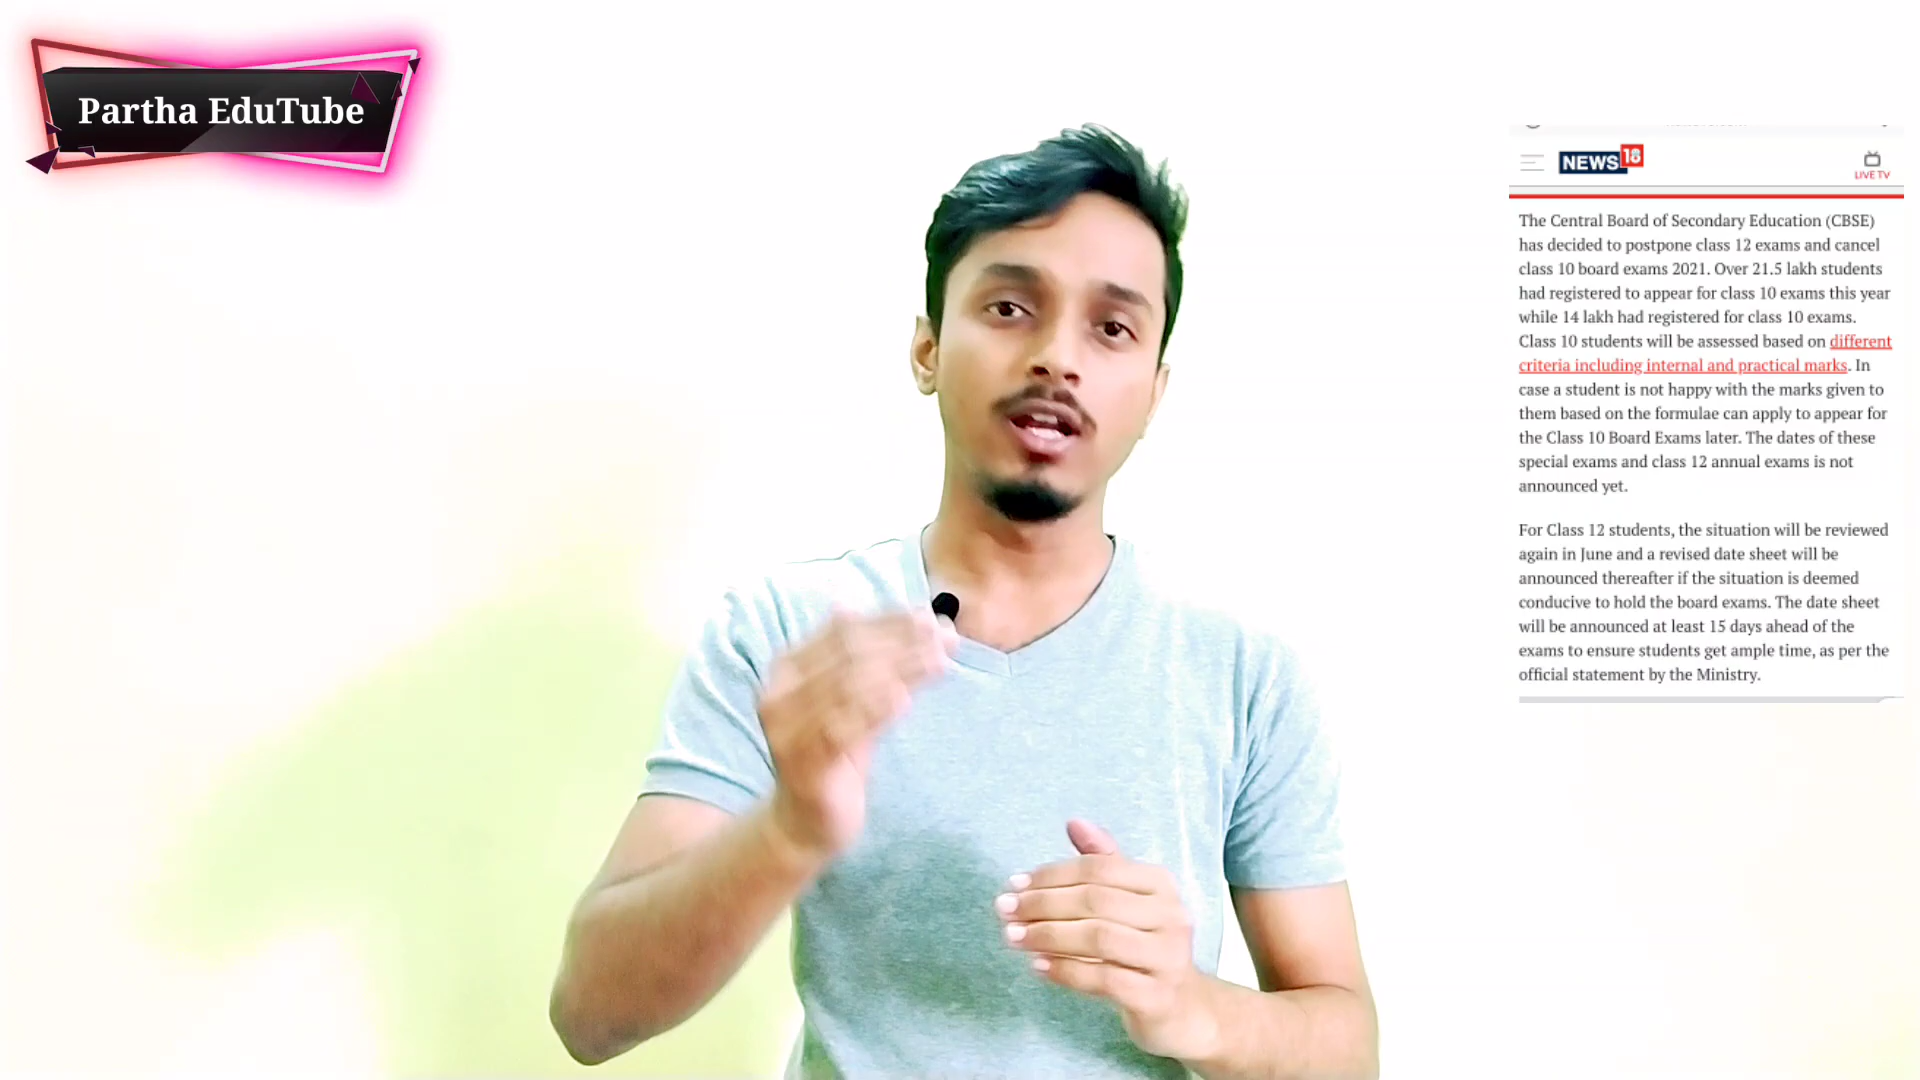 Partha EduTube
NEWS 18
LIVE TV
The Central Board of Secondary Education (CBSE)
has decided to postpone class 12 exams and cancel
class 10 board exams 2021. Over 21.5 lakh students
had registered to appear for class 10 exams this year
while 14 lakh had registered for class 10 exams.
Class 10 students will be assessed based on different
criteria including internal and practical marks. In
case a student is not happy with the marks given to
them based on the formulae can apply to appear for
the Class 10 Board Exams later. The dates of these
special exams and class 12 annual exams is not
announced yet.
For Class 12 students, the situation will be reviewed
again in June and a revised date sheet will be
announced thereafter if the situation is deemed
conducive to hold the board exams. The date sheet
will be announced at least 15 days ahead of the
exams to ensure students get ample time, as per the
official statement by the Ministry.